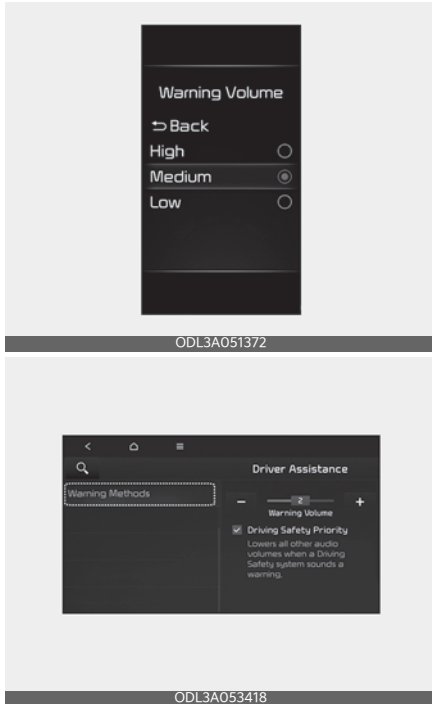 Warning Volume
Back
High
Medium
Low
ODL3A051372
Driver Assistance
Warning Methods
− 2 +
Warning Volume
Driving Safety Priority
Lowers all other audio
volumes when a Driving
Safety system sounds a
warning.
ODL3A053418